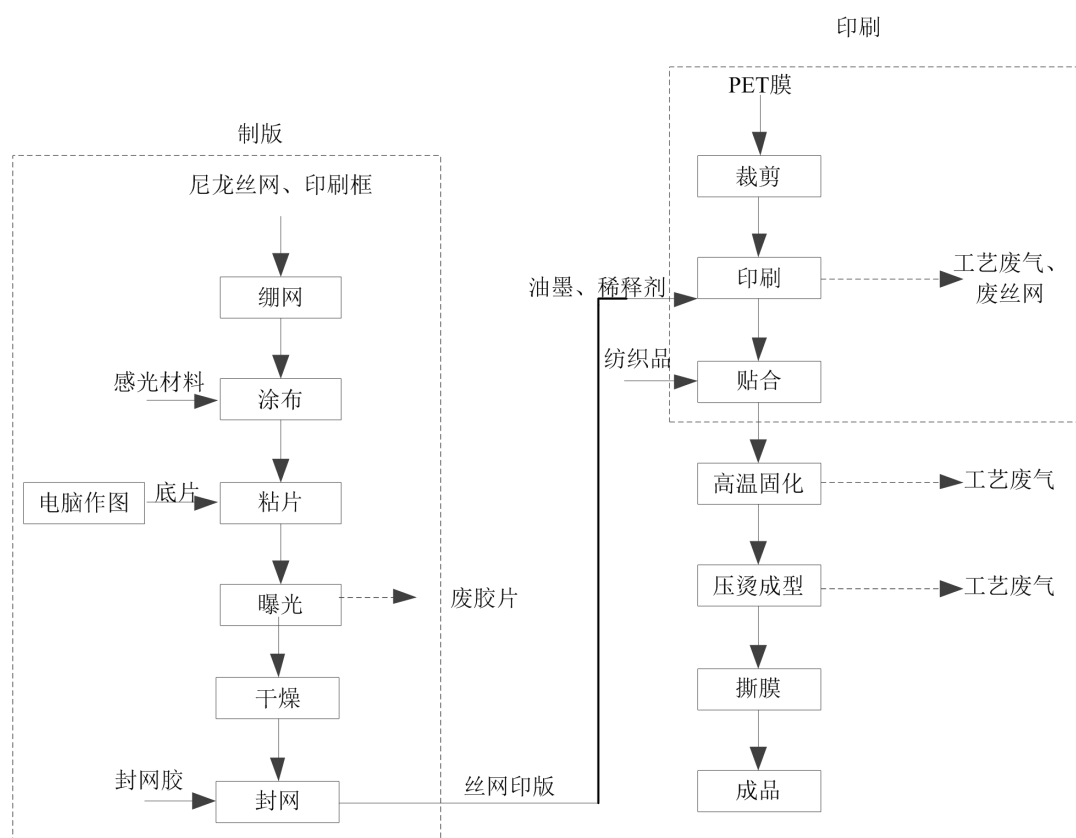 制版
尼龙丝网、印刷框
绷网
感光材料
涂布
电脑作图
底片
粘片
曝光
废胶片
干燥
封网胶
封网
丝网印版
印刷
PET膜
裁剪
油墨、稀释剂
印刷
工艺废气、
废丝网
纺织品
贴合
高温固化
工艺废气
压烫成型
工艺废气
撕膜
成品